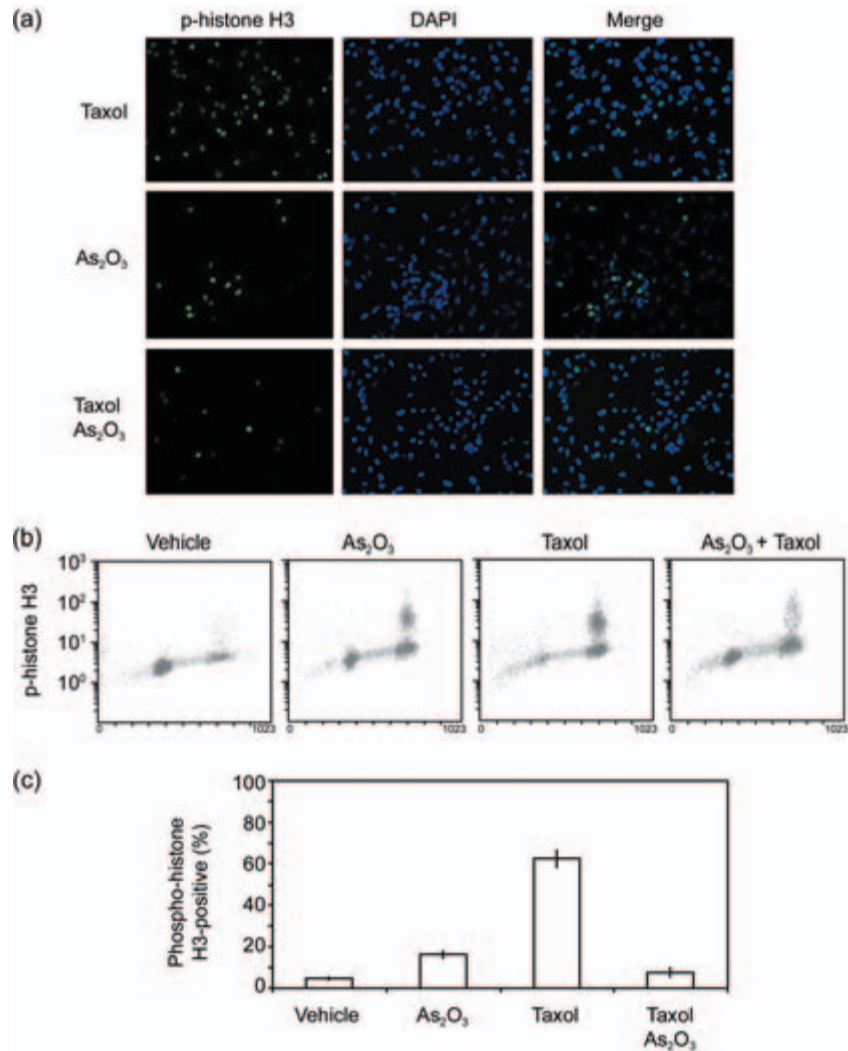 (a)
p-histone H3 DAPI Merge
Taxol
As₂O₃
Taxol
As₂O₃
(b)
Vehicle As₂O₃ Taxol As₂O₃ + Taxol
p-histone H3
10³
10²
10¹
10⁰
0 1023 0 1023 0 1023 0 1023
(c)
Phospho-histone
H3-positive (%)
100
80
60
40
20
0
Vehicle As₂O₃ Taxol Taxol
As₂O₃